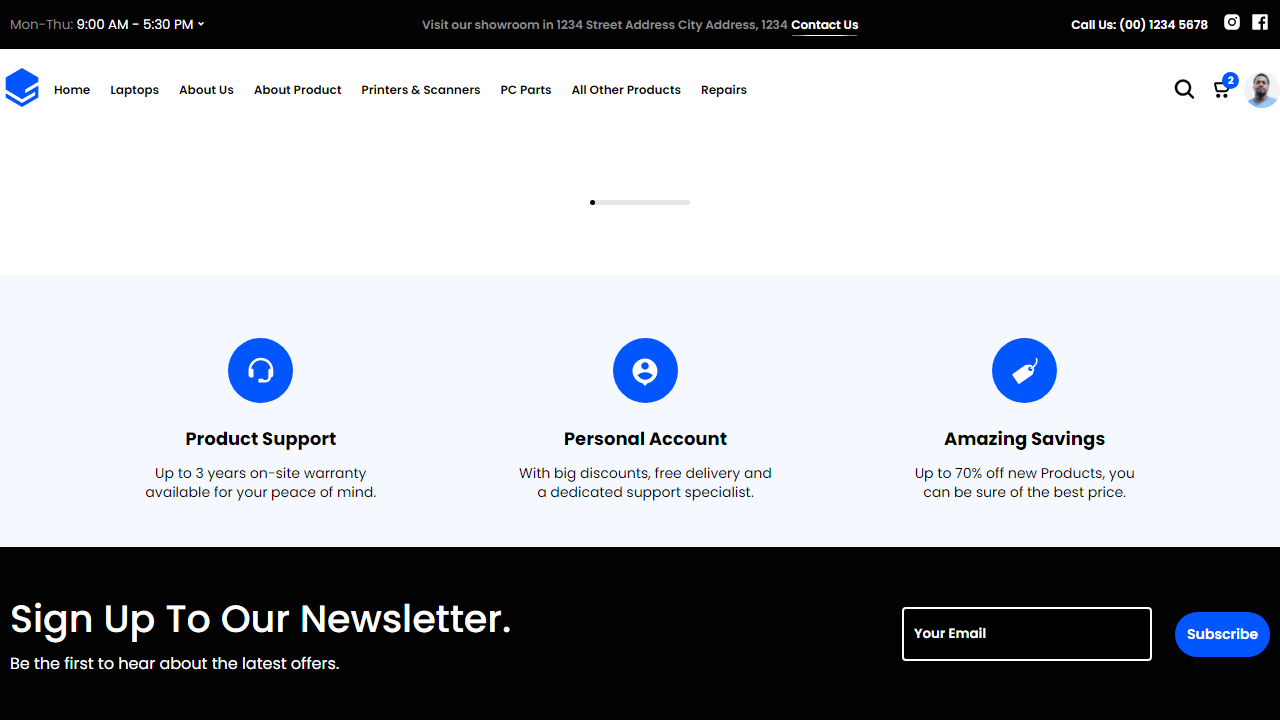 Mon-Thu: 9:00 AM - 5:30 PM
Visit our showroom in 1234 Street Address City Address, 1234 Contact Us
Call Us: (00) 1234 5678
Home
Laptops
About Us
About Product
Printers & Scanners
PC Parts
All Other Products
Repairs
2
Product Support
Up to 3 years on-site warranty
available for your peace of mind.
Personal Account
With big discounts, free delivery and
a dedicated support specialist.
Amazing Savings
Up to 70% off new Products, you
can be sure of the best price.
Sign Up To Our Newsletter.
Be the first to hear about the latest offers.
Your Email
Subscribe